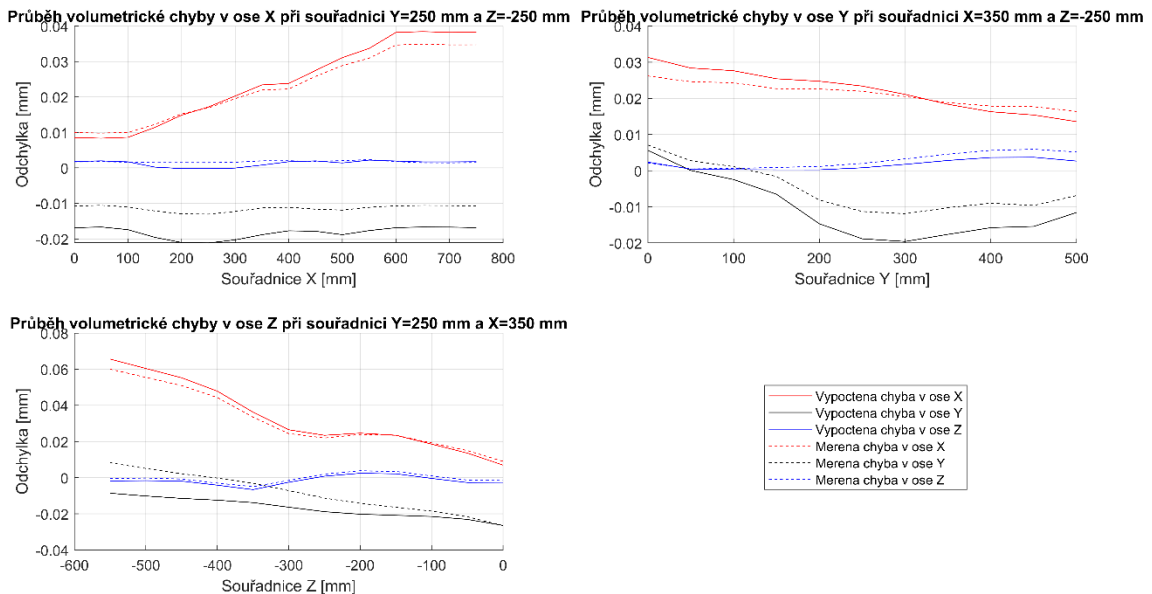 Průběh volumetrické chyby v ose X při souřadnici Y=250 mm a Z=-250 mm
0.04
0.03
0.02
0.01
0
-0.01
-0.02
Odchylka [mm]
0 100 200 300 400 500 600 700 800
Souřadnice X [mm]
Průběh volumetrické chyby v ose Y při souřadnici X=350 mm a Z=-250 mm
0.04
0.03
0.02
0.01
0
-0.01
-0.02
Odchylka [mm]
0 100 200 300 400 500
Souřadnice Y [mm]
Průběh volumetrické chyby v ose Z při souřadnici Y=250 mm a X=350 mm
0.08
0.06
0.04
0.02
0
-0.02
-0.04
Odchylka [mm]
-600 -500 -400 -300 -200 -100 0
Souřadnice Z [mm]
Vypoctena chyba v ose X
Vypoctena chyba v ose Y
Vypoctena chyba v ose Z
Merena chyba v ose X
Merena chyba v ose Y
Merena chyba v ose Z